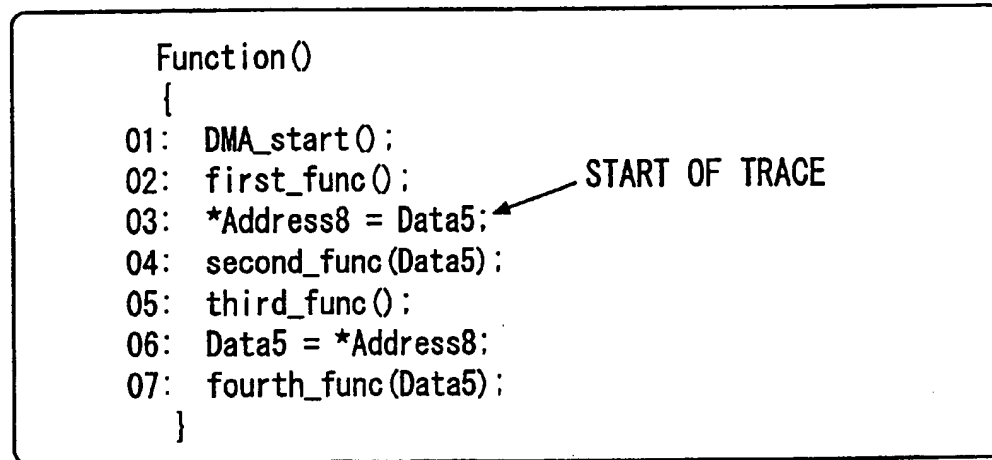 Function()
{
01: DMA_start();
02: first_func();
START OF TRACE
03: *Address8 = Data5;
04: second_func(Data5);
05: third_func();
06: Data5 = *Address8;
07: fourth_func(Data5);
}